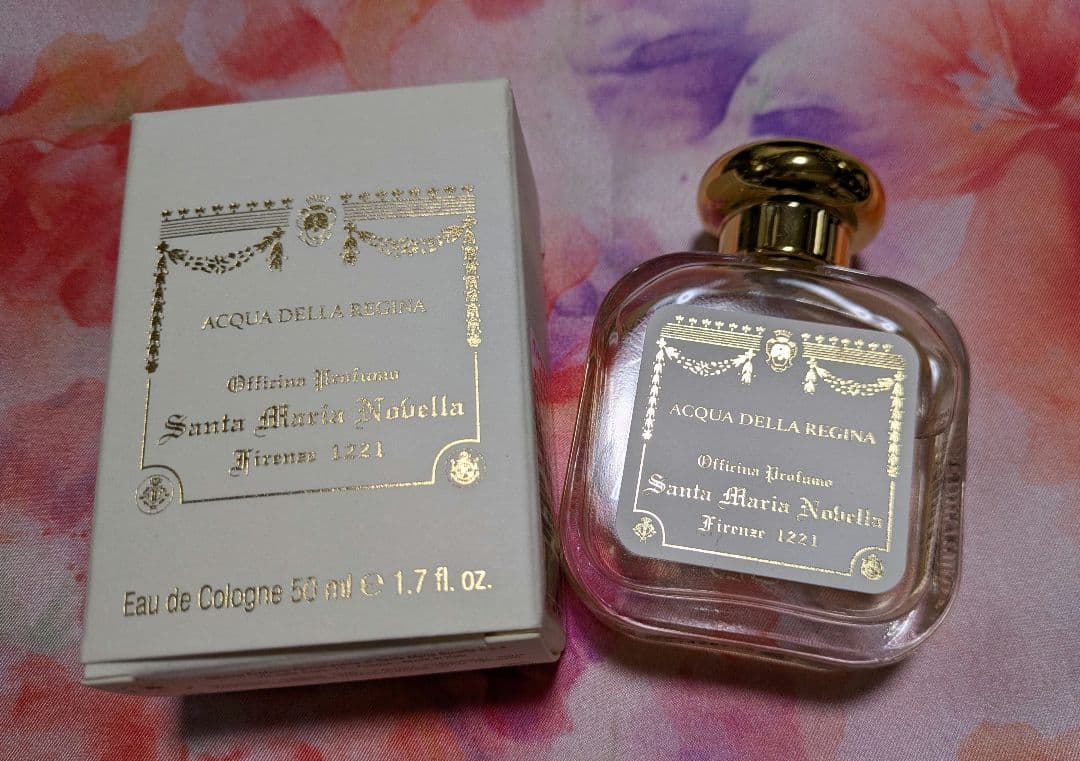 ACQUA DELLA REGINA
Officina Profumo
Santa Maria Novella
Firenze 1221
Eau de Cologne 50 ml ℮ 1.7 fl. oz.
ACQUA DELLA REGINA
Officina Profumo
Santa Maria Novella
Firenze 1221